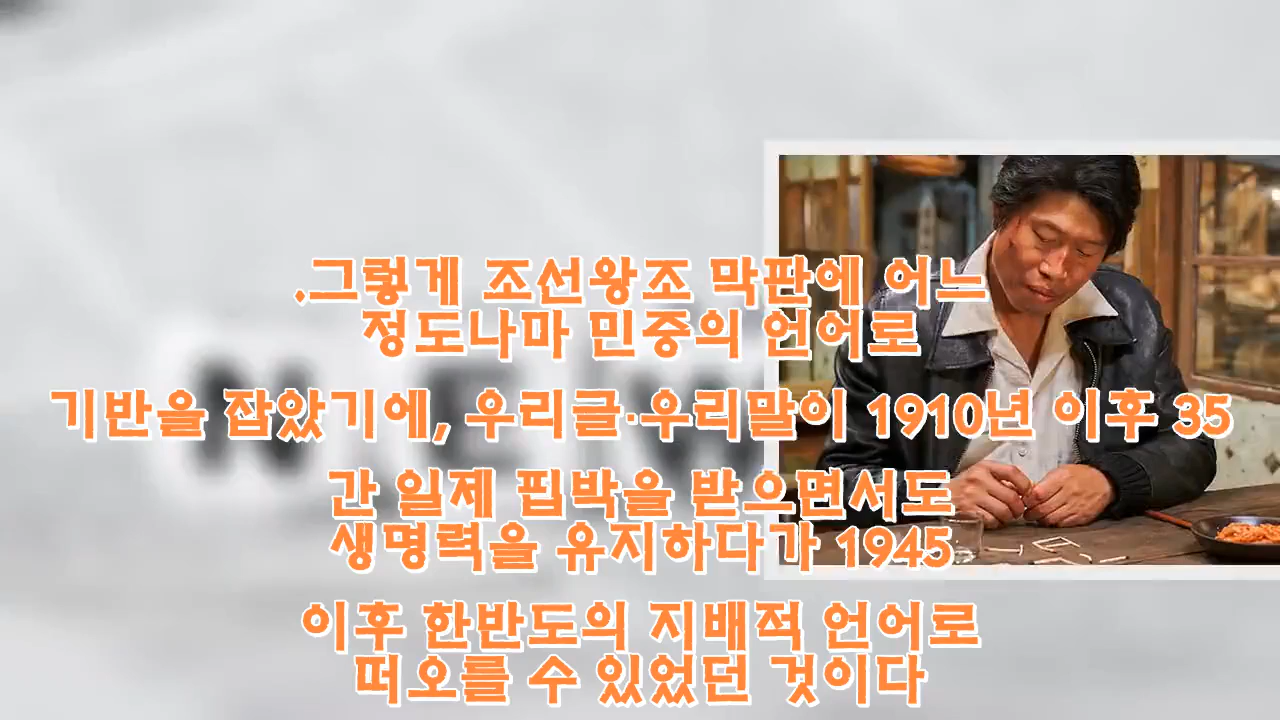 .그렇게 조선왕조 막판에 어느
정도나마 민중의 언어로
기반을 잡았기에, 우리글·우리말이 1910년 이후 35
간 일제 핍박을 받으면서도
생명력을 유지하다가 1945
이후 한반도의 지배적 언어로
떠오를 수 있었던 것이다